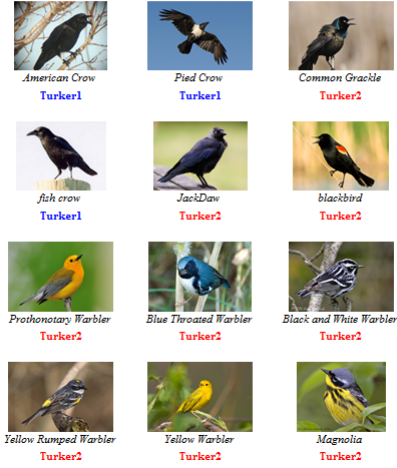 American Crow
Pied Crow
Common Grackle
Turker1
Turker1
Turker2
fish crow
JackDaw
blackbird
Turker1
Turker2
Turker2
Prothonotary Warbler
Blue Throated Warbler
Black and White Warbler
Turker2
Turker2
Turker2
Yellow Rumped Warbler
Yellow Warbler
Magnolia
Turker2
Turker2
Turker2